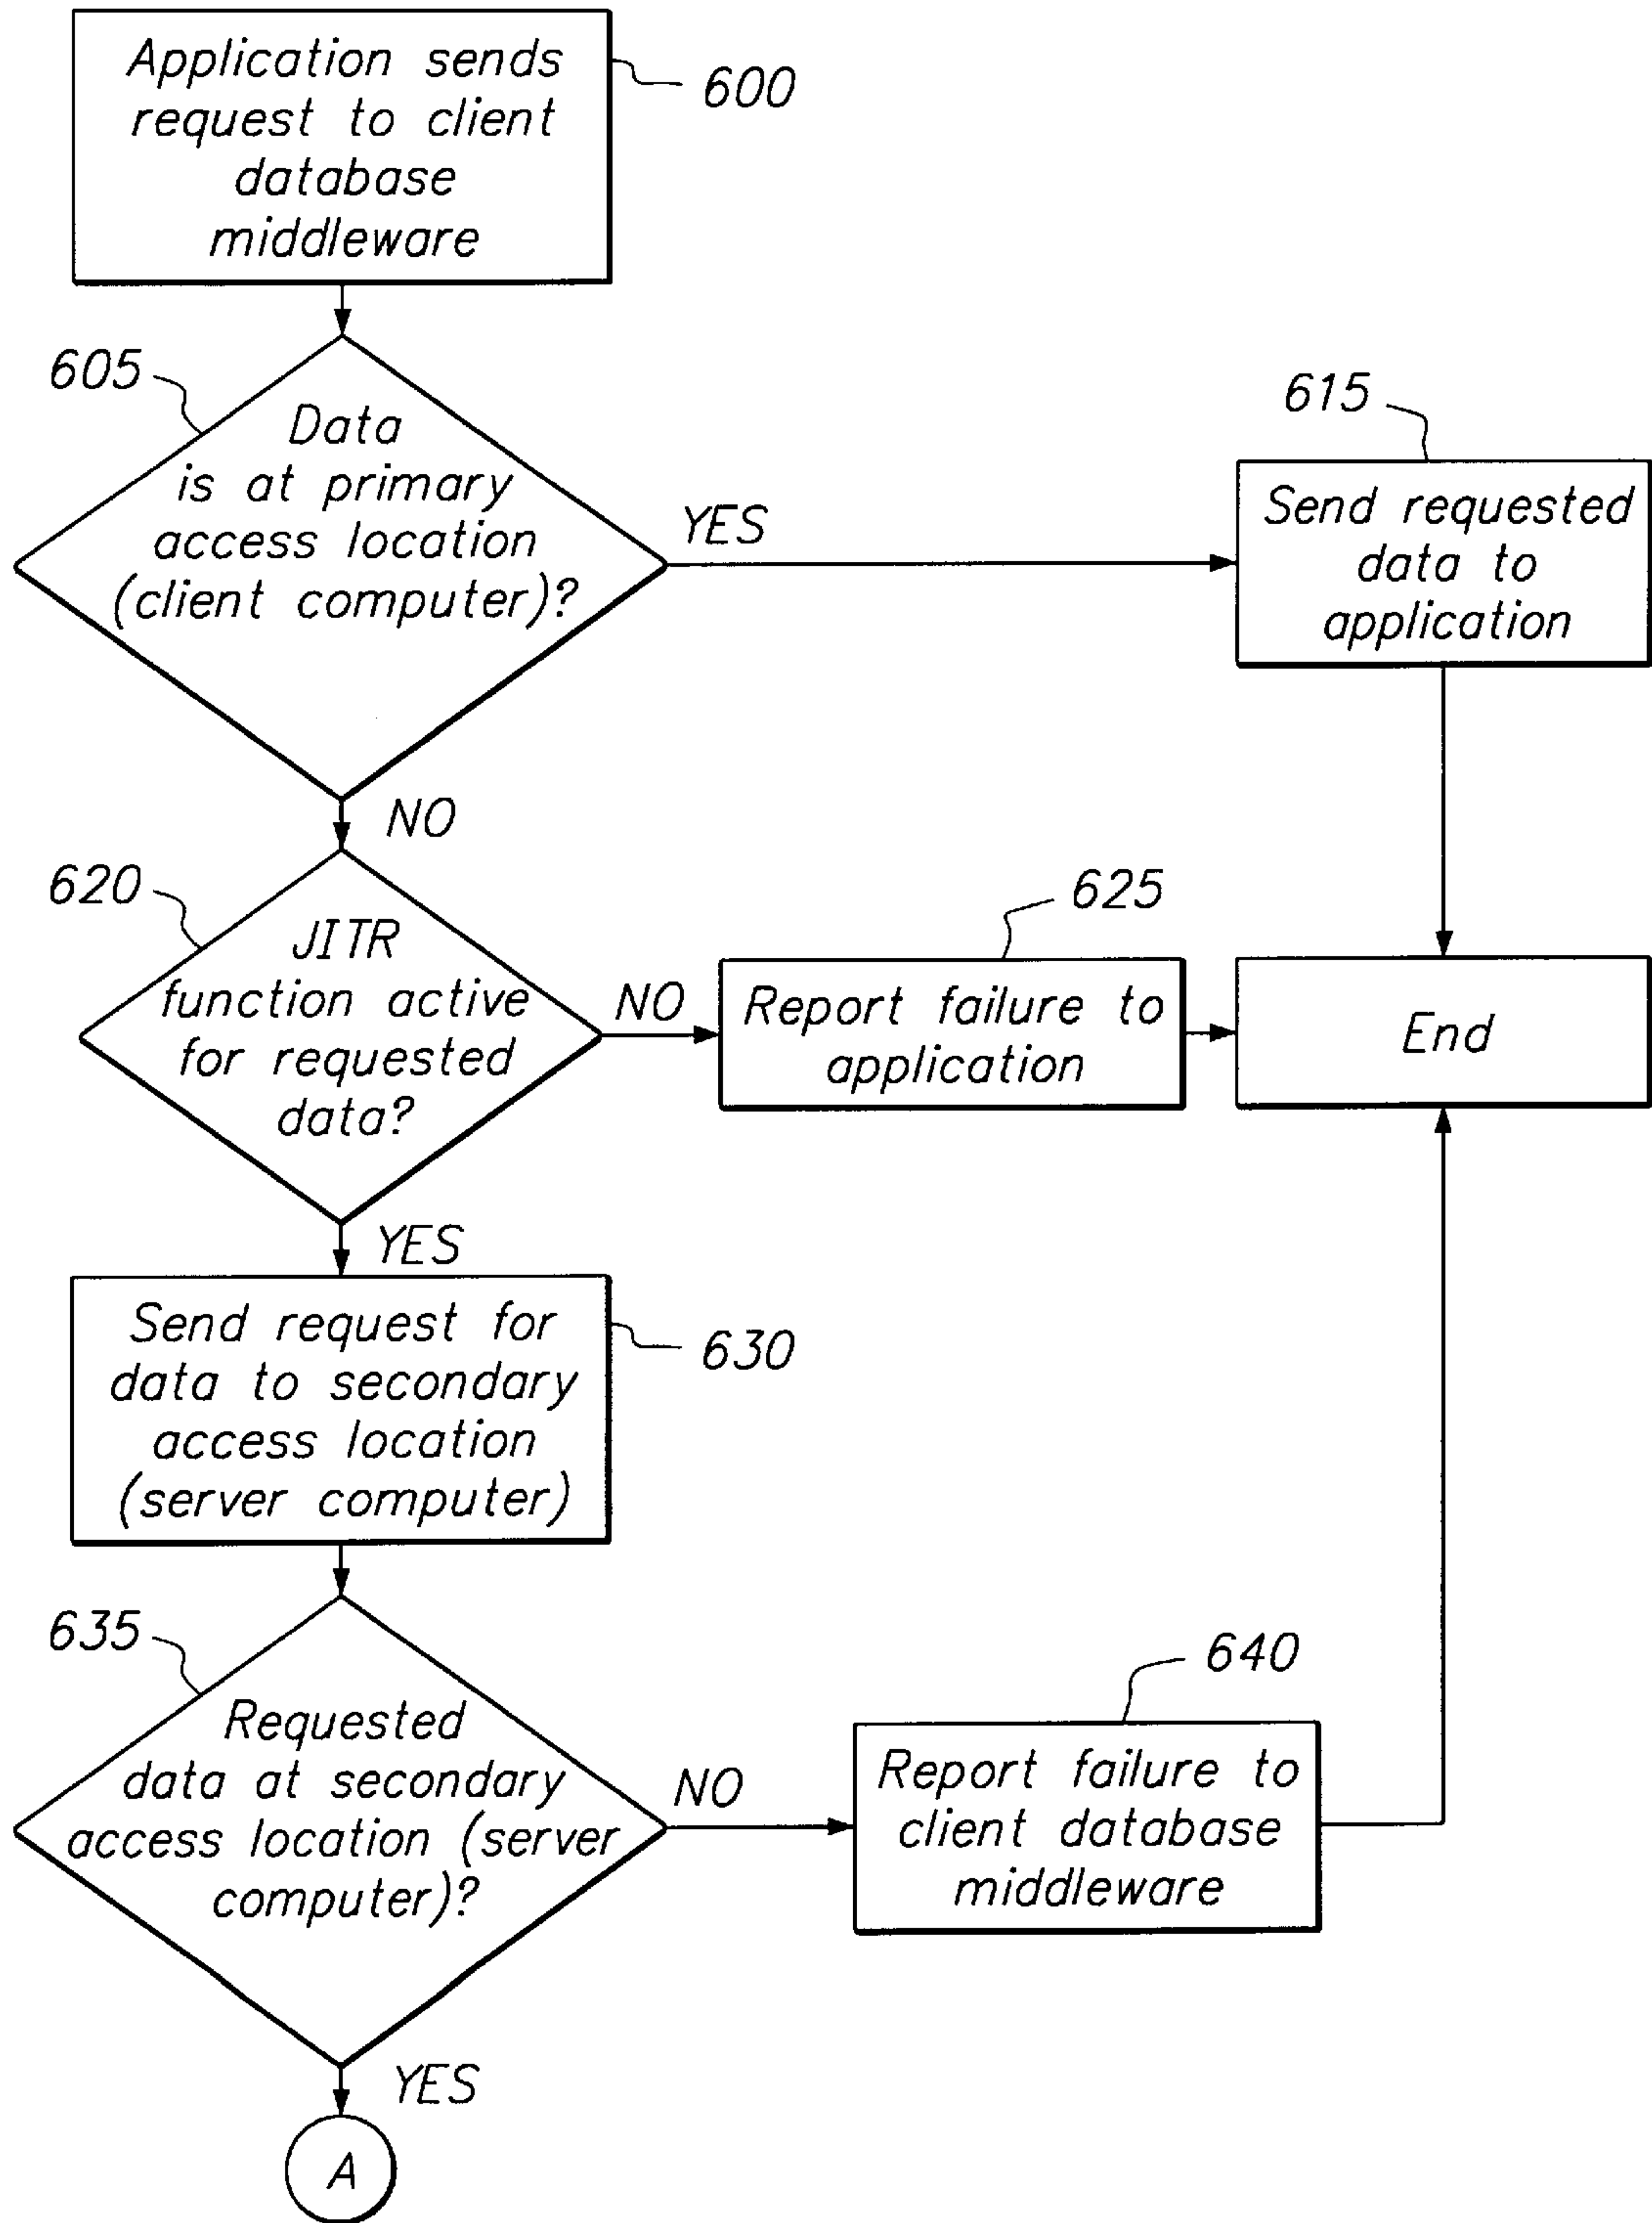 Application sends
request to client
database
middleware
600
605
Data
is at primary
access location
(client computer)?
YES
615
Send requested
data to
application
NO
620
JITR
function active
for requested
data?
NO
625
Report failure to
application
End
YES
Send request for
data to secondary
access location
(server computer)
630
635
Requested
data at secondary
access location (server
computer)?
NO
640
Report failure to
client database
middleware
YES
A